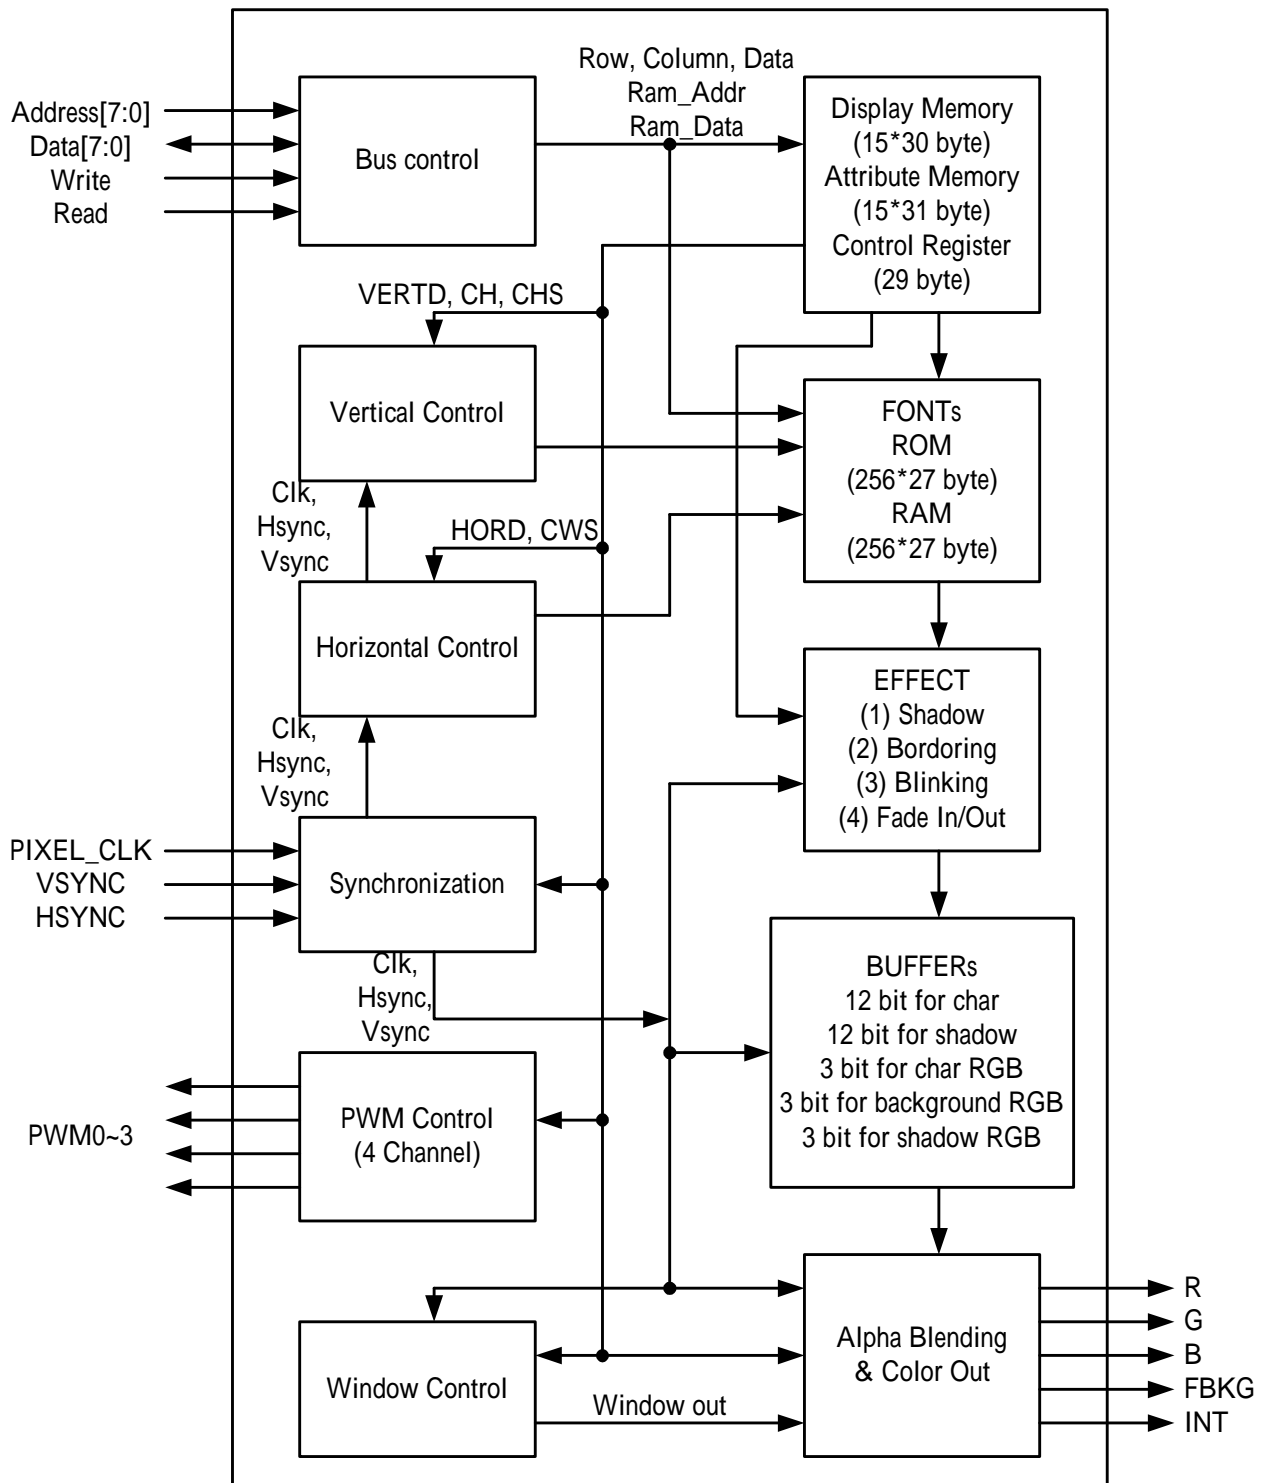 Row, Column, Data
Ram_Addr
Ram_Data
Address[7:0]
Data[7:0]
Write
Read
Bus control
Display Memory
(15*30 byte)
Attribute Memory
(15*31 byte)
Control Register
(29 byte)
VERTD, CH, CHS
Vertical Control
FONTs
ROM
(256*27 byte)
RAM
(256*27 byte)
Clk,
Hsync,
Vsync
HORD, CWS
Horizontal Control
EFFECT
(1) Shadow
(2) Bordoring
(3) Blinking
(4) Fade In/Out
Clk,
Hsync,
Vsync
PIXEL_CLK
VSYNC
HSYNC
Synchronization
Clk,
Hsync,
Vsync
BUFFERs
12 bit for char
12 bit for shadow
3 bit for char RGB
3 bit for background RGB
3 bit for shadow RGB
PWM0~3
PWM Control
(4 Channel)
Window Control
Window out
Alpha Blending
& Color Out
R
G
B
FBKG
INT